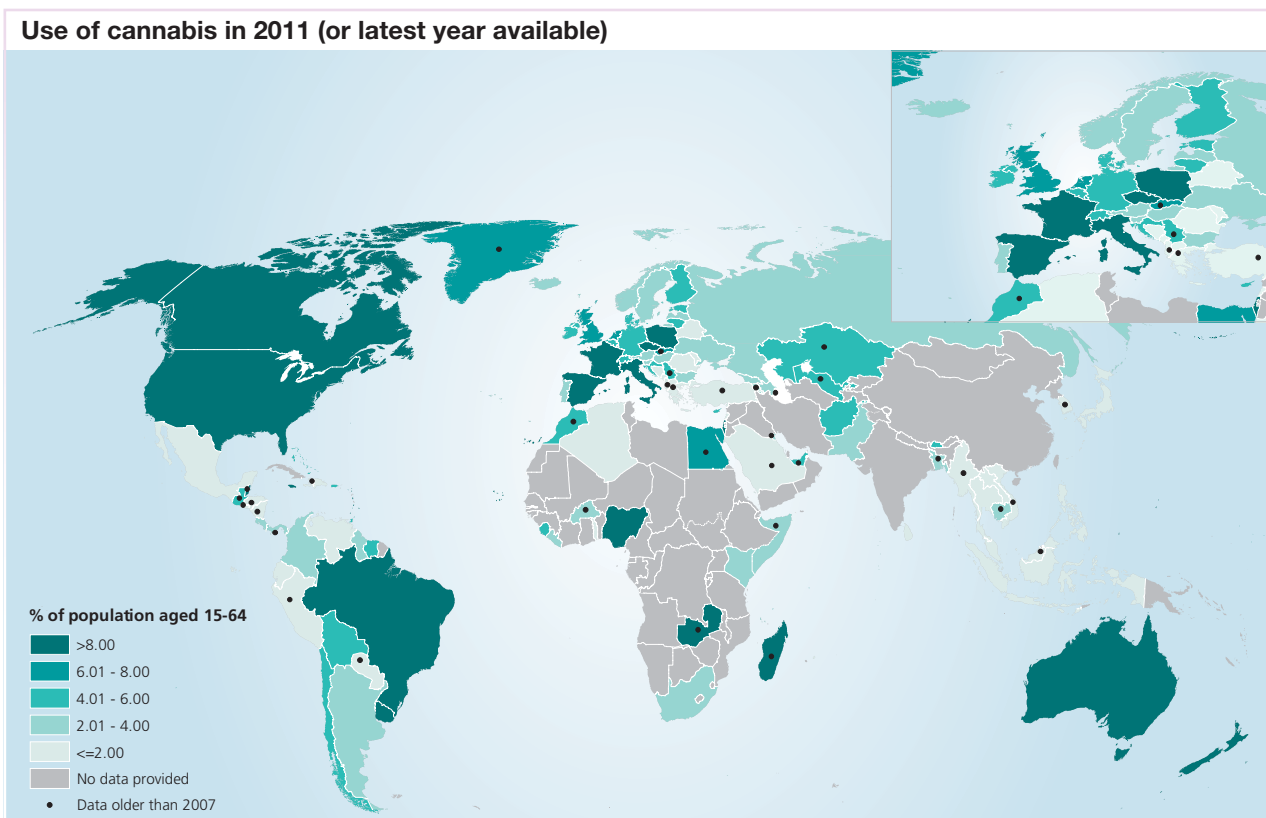 Use of cannabis in 2011 (or latest year available)
% of population aged 15-64
>8.00
6.01 - 8.00
4.01 - 6.00
2.01 - 4.00
<=2.00
No data provided
Data older than 2007